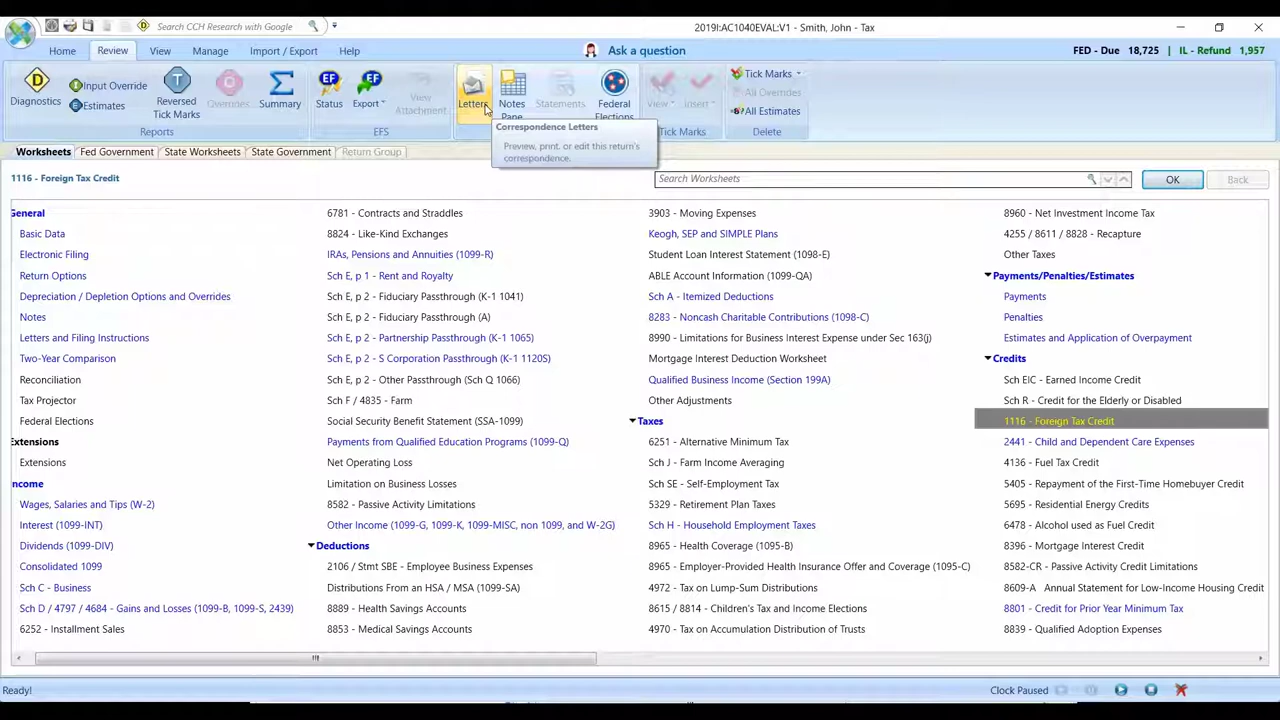 Search CCH Research with Google
2019I:AC1040EVAL:V1 - Smith, John - Tax
Home
Review
View
Manage
Import / Export
Help
Ask a question
FED - Due 18,725
IL - Refund 1,957
Diagnostics
Input Override
Estimates
Reversed
Tick Marks
Overrides
Summary
Reports
Status
Export
View
Attachment
EFS
Letters
Notes
Pane
Statements
Federal
Elections
View
Insert
Tick Marks
Tick Marks
All Overrides
All Estimates
Delete
Correspondence Letters
Preview, print, or edit this return's
correspondence.
Worksheets
Fed Government
State Worksheets
State Government
Return Group
1116 - Foreign Tax Credit
Search Worksheets
OK
Back
General
Basic Data
Electronic Filing
Return Options
Depreciation / Depletion Options and Overrides
Notes
Letters and Filing Instructions
Two-Year Comparison
Reconciliation
Tax Projector
Federal Elections
Extensions
Extensions
ncome
Wages, Salaries and Tips (W-2)
Interest (1099-INT)
Dividends (1099-DIV)
Consolidated 1099
Sch C - Business
Sch D / 4797 / 4684 - Gains and Losses (1099-B, 1099-S, 2439)
6252 - Installment Sales
6781 - Contracts and Straddles
8824 - Like-Kind Exchanges
IRAs, Pensions and Annuities (1099-R)
Sch E, p 1 - Rent and Royalty
Sch E, p 2 - Fiduciary Passthrough (K-1 1041)
Sch E, p 2 - Fiduciary Passthrough (A)
Sch E, p 2 - Partnership Passthrough (K-1 1065)
Sch E, p 2 - S Corporation Passthrough (K-1 1120S)
Sch E, p 2 - Other Passthrough (Sch Q 1066)
Sch F / 4835 - Farm
Social Security Benefit Statement (SSA-1099)
Payments from Qualified Education Programs (1099-Q)
Net Operating Loss
Limitation on Business Losses
8582 - Passive Activity Limitations
Other Income (1099-G, 1099-K, 1099-MISC, non 1099, and W-2G)
Deductions
2106 / Stmt SBE - Employee Business Expenses
Distributions From an HSA / MSA (1099-SA)
8889 - Health Savings Accounts
8853 - Medical Savings Accounts
3903 - Moving Expenses
Keogh, SEP and SIMPLE Plans
Student Loan Interest Statement (1098-E)
ABLE Account Information (1099-QA)
Sch A - Itemized Deductions
8283 - Noncash Charitable Contributions (1098-C)
8990 - Limitations for Business Interest Expense under Sec 163(j)
Mortgage Interest Deduction Worksheet
Qualified Business Income (Section 199A)
Other Adjustments
Taxes
6251 - Alternative Minimum Tax
Sch J - Farm Income Averaging
Sch SE - Self-Employment Tax
5329 - Retirement Plan Taxes
Sch H - Household Employment Taxes
8965 - Health Coverage (1095-B)
8965 - Employer-Provided Health Insurance Offer and Coverage (1095-C)
4972 - Tax on Lump-Sum Distributions
8615 / 8814 - Children's Tax and Income Elections
4970 - Tax on Accumulation Distribution of Trusts
8960 - Net Investment Income Tax
4255 / 8611 / 8828 - Recapture
Other Taxes
Payments/Penalties/Estimates
Payments
Penalties
Estimates and Application of Overpayment
Credits
Sch EIC - Earned Income Credit
Sch R - Credit for the Elderly or Disabled
1116 - Foreign Tax Credit
2441 - Child and Dependent Care Expenses
4136 - Fuel Tax Credit
5405 - Repayment of the First-Time Homebuyer Credit
5695 - Residential Energy Credits
6478 - Alcohol used as Fuel Credit
8396 - Mortgage Interest Credit
8582-CR - Passive Activity Credit Limitations
8609-A Annual Statement for Low-Income Housing Credit
8801 - Credit for Prior Year Minimum Tax
8839 - Qualified Adoption Expenses
Ready!
Clock Paused